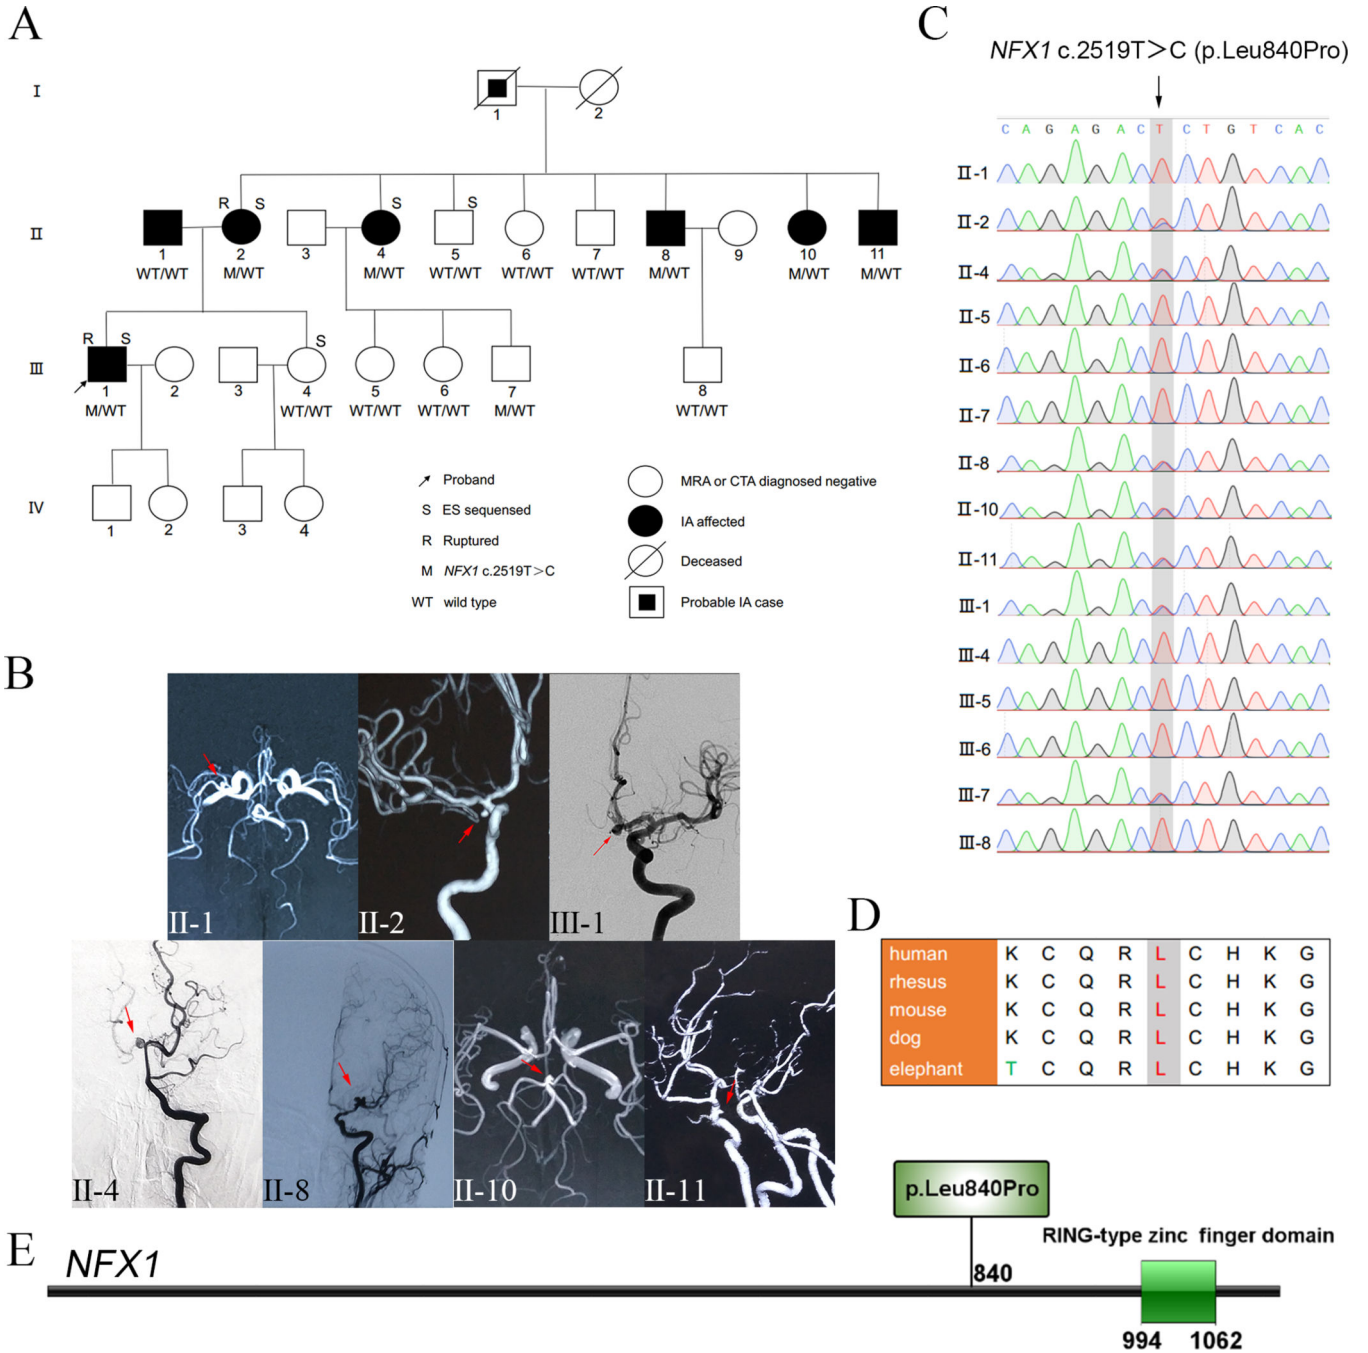 A
I
1
2
R S S S
II
1 2 3 4 5 6 7 8 9 10 11
WT/WT M/WT M/WT WT/WT WT/WT WT/WT M/WT M/WT M/WT
R S S
III
1 2 3 4 5 6 7 8
M/WT WT/WT WT/WT WT/WT M/WT WT/WT
IV
1 2 3 4
Proband
S ES sequensed
R Ruptured
M NFX1 c.2519T>C
WT wild type
MRA or CTA diagnosed negative
IA affected
Deceased
Probable IA case
B
II-1
II-2
III-1
II-4
II-8
II-10
II-11
C
NFX1 c.2519T>C (p.Leu840Pro)
C A G A G A C T C T G T C A C
II-1
II-2
II-4
II-5
II-6
II-7
II-8
II-10
II-11
III-1
III-4
III-5
III-6
III-7
III-8
D
human K C Q R L C H K G
rhesus K C Q R L C H K G
mouse K C Q R L C H K G
dog K C Q R L C H K G
elephant T C Q R L C H K G
E
NFX1
p.Leu840Pro
840
RING-type zinc finger domain
994 1062